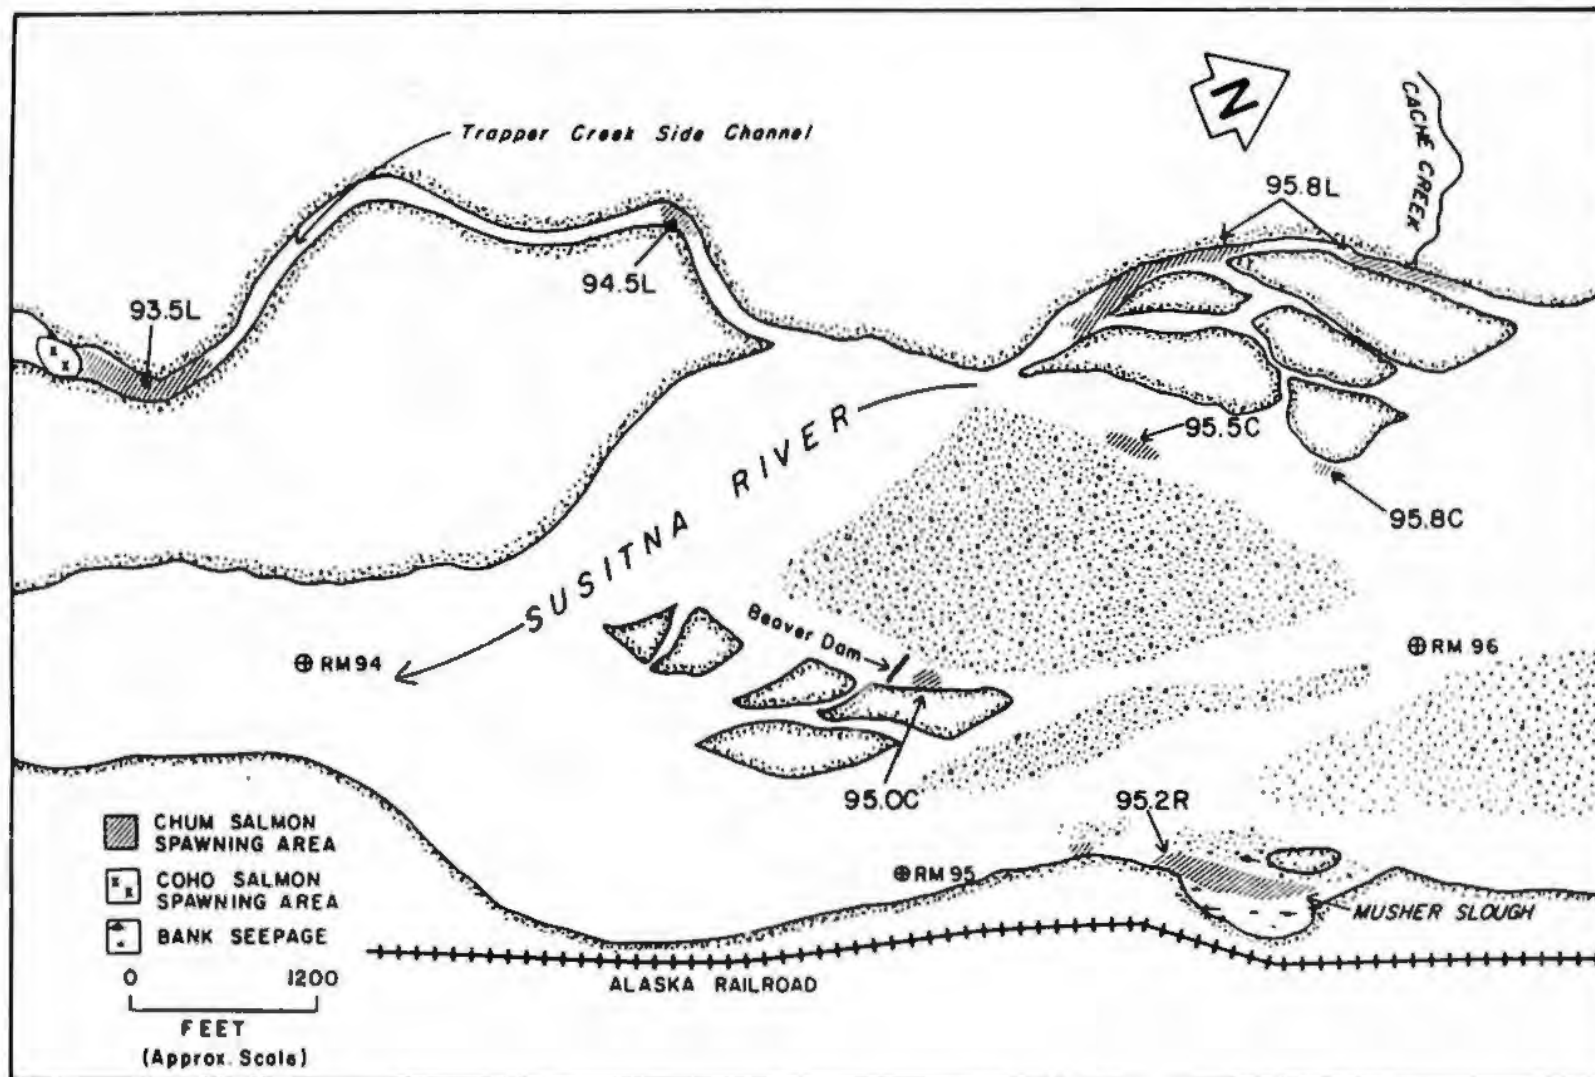 N
CACHE CREEK
Trapper Creek Side Channel
95.8L
94.5L
93.5L
95.5C
95.8C
SUSITNA RIVER
Beaver Dam
RM 94
RM 96
95.0C
95.2R
RM 95
MUSHER SLOUGH
CHUM SALMON
SPAWNING AREA
COHO SALMON
SPAWNING AREA
BANK SEEPAGE
0 1200
FEET
(Approx. Scale)
ALASKA RAILROAD